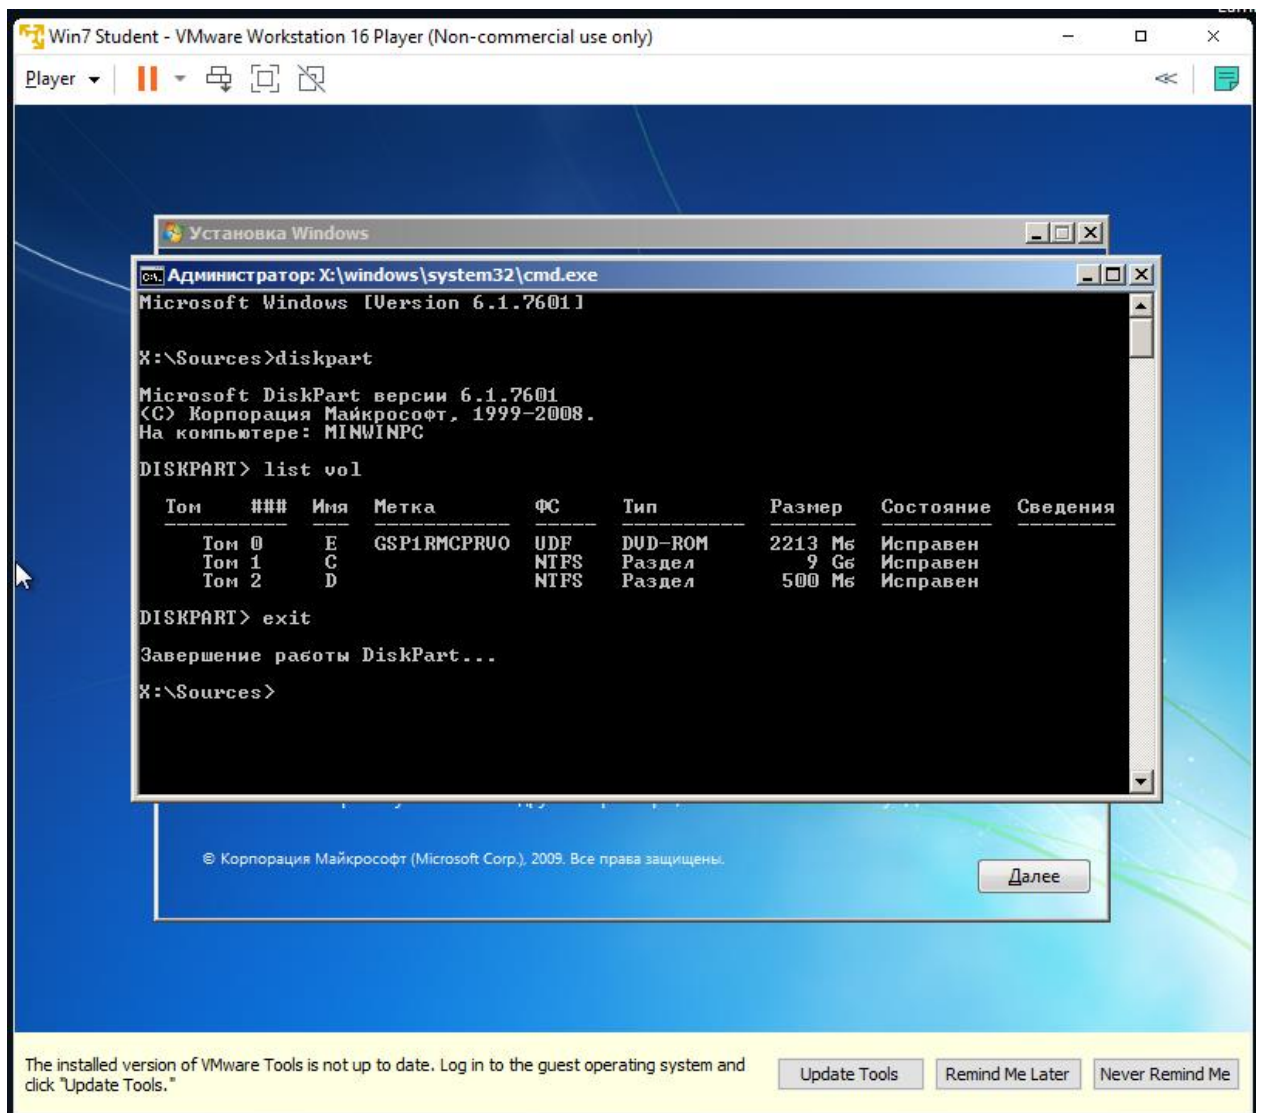 Win7 Student - VMware Workstation 16 Player (Non-commercial use only)
Player
Установка Windows
Администратор: X:\windows\system32\cmd.exe
Microsoft Windows [Version 6.1.7601]
X:\Sources>diskpart
Microsoft DiskPart версии 6.1.7601
(C) Корпорация Майкрософт, 1999-2008.
На компьютере: MINWINPC
DISKPART> list vol
Том ### Имя Метка ФС Тип Размер Состояние Сведения
Том 0 E GSP1RMCPRVO UDF DVD-ROM 2213 Мб Исправен
Том 1 C NTFS Раздел 9 Gб Исправен
Том 2 D NTFS Раздел 500 Мб Исправен
DISKPART> exit
Завершение работы DiskPart...
X:\Sources>
© Корпорация Майкрософт (Microsoft Corp.), 2009. Все права защищены.
Далее
The installed version of VMware Tools is not up to date. Log in to the guest operating system and
click "Update Tools."
Update Tools
Remind Me Later
Never Remind Me